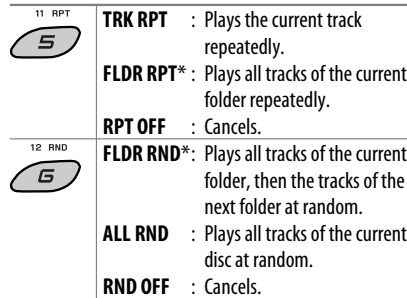 11 RPT
5
TRK RPT : Plays the current track
repeatedly.
FLDR RPT* : Plays all tracks of the current
folder repeatedly.
RPT OFF : Cancels.
12 RND
6
FLDR RND*: Plays all tracks of the current
folder, then the tracks of the
next folder at random.
ALL RND : Plays all tracks of the current
disc at random.
RND OFF : Cancels.